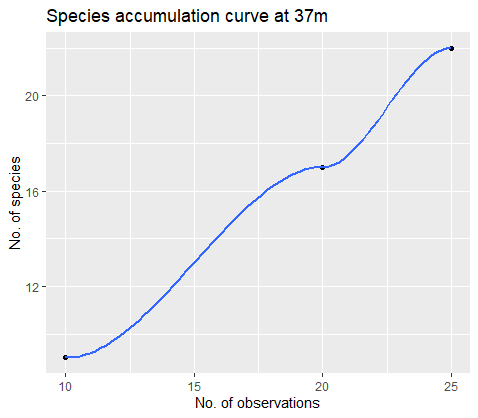 Species accumulation curve at 37m
No. of species
20
16
12
10 15 20 25
No. of observations